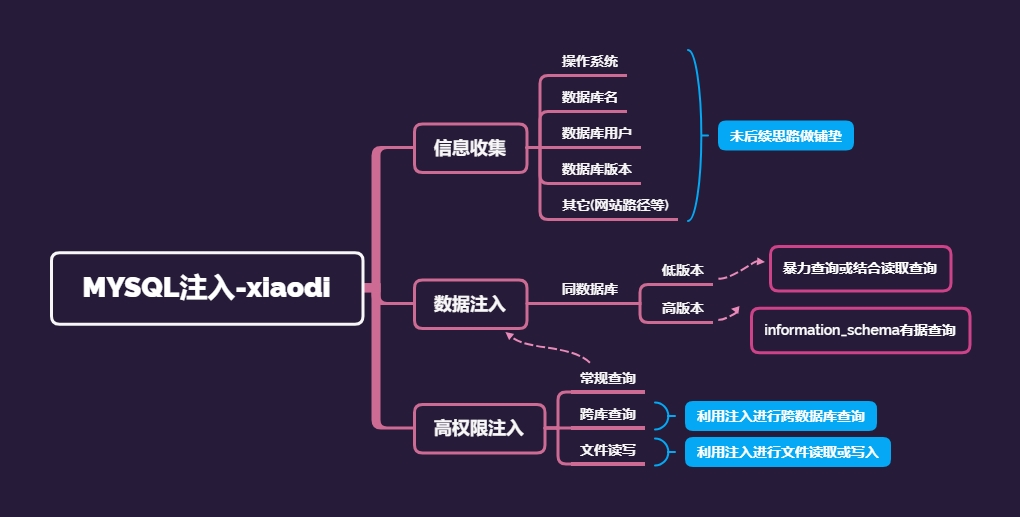 MYSQL注入-xiaodi
信息收集
操作系统
数据库名
数据库用户
数据库版本
其它(网站路径等)
未后续思路做铺垫
数据注入
同数据库
低版本
暴力查询或结合读取查询
高版本
information_schema有据查询
高权限注入
常规查询
跨库查询
利用注入进行跨数据库查询
文件读写
利用注入进行文件读取或写入